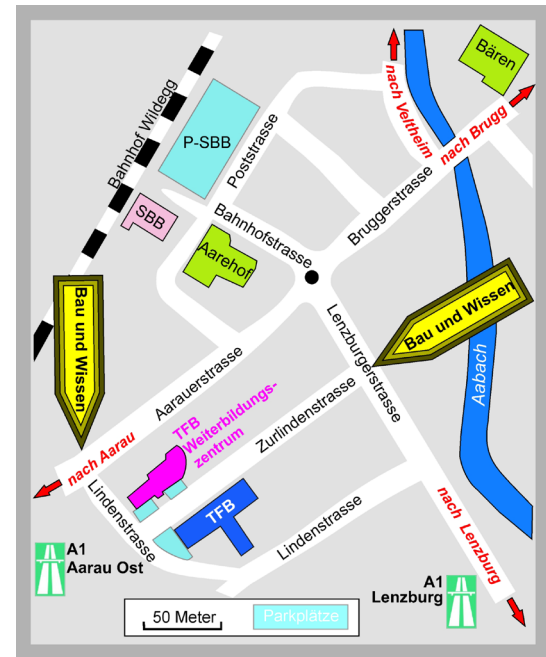 Bären
nach Veltheim
nach Brugg
Bahnhof Wildegg
P-SBB
Poststrasse
SBB
Bahnhofstrasse
Bruggerstrasse
Aarehof
Bau und Wissen
Bau und Wissen
Lenzburgerstrasse
Aabach
Aarauerstrasse
TFB
Weiterbildungs-
zentrum
Zurlindenstrasse
nach Aarau
Lindenstrasse
TFB
Lindenstrasse
nach Lenzburg
A1
Aarau Ost
A1
Lenzburg
50 Meter
Parkplätze